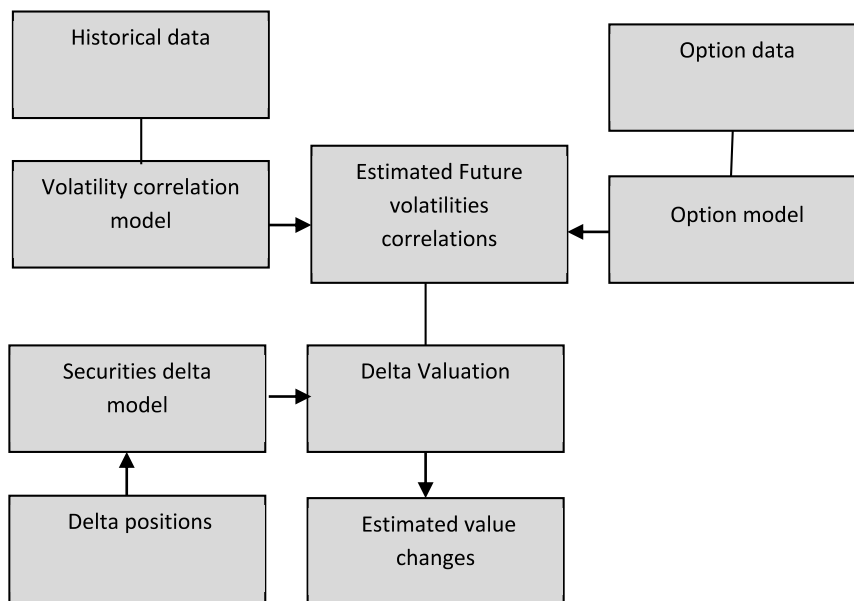 Historical data
Option data
Volatility correlation
model
Estimated Future
volatilities
correlations
Option model
Securities delta
model
Delta Valuation
Delta positions
Estimated value
changes